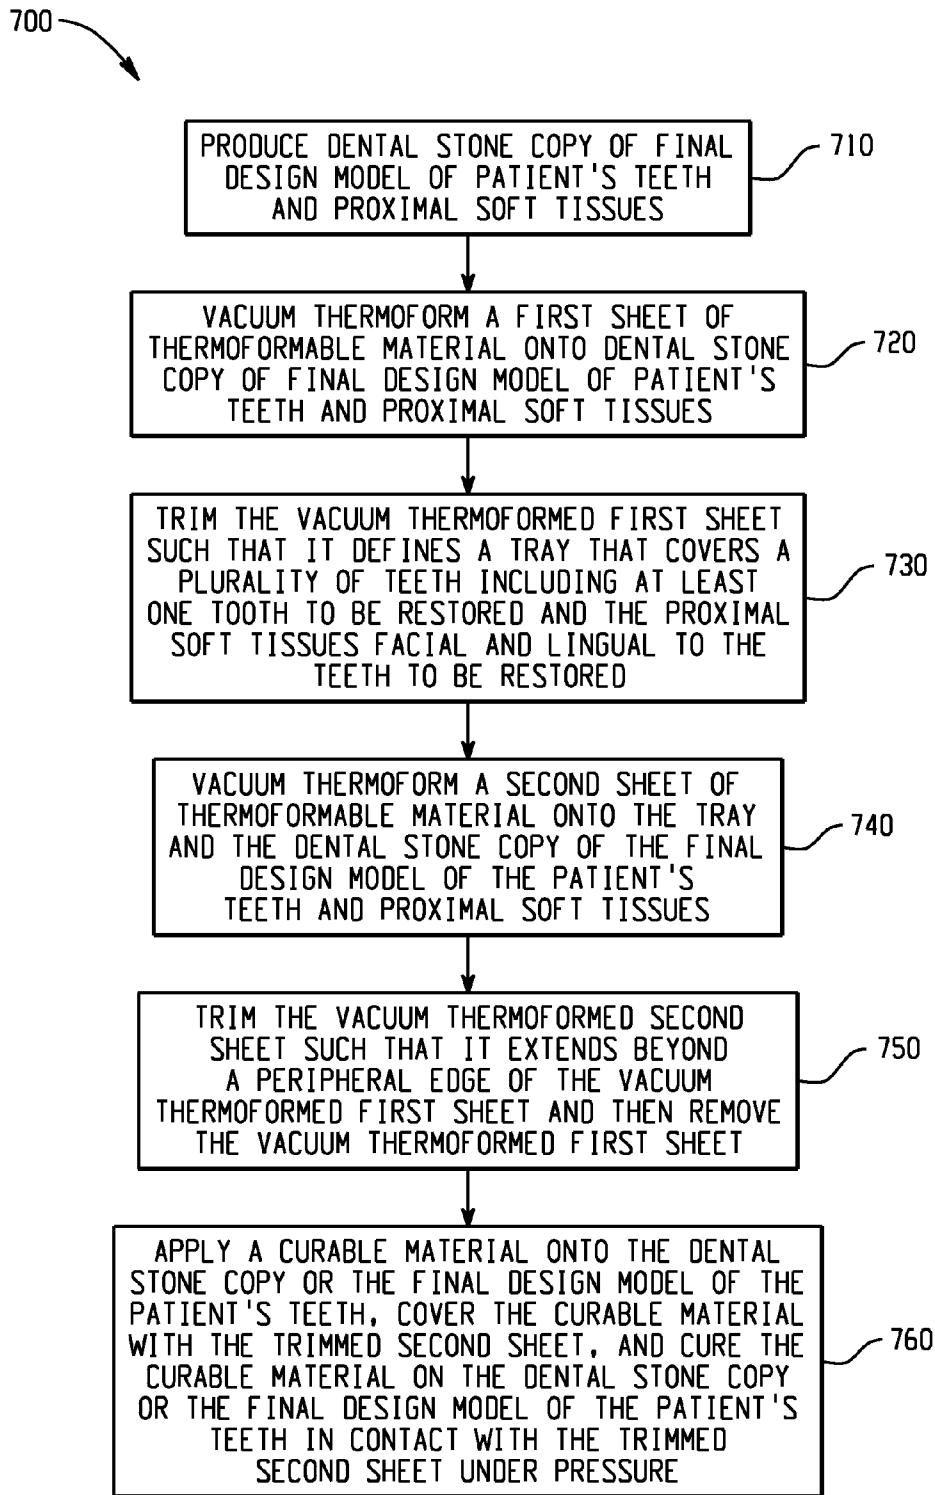 700
PRODUCE DENTAL STONE COPY OF FINAL
DESIGN MODEL OF PATIENT'S TEETH
AND PROXIMAL SOFT TISSUES
710
VACUUM THERMOFORM A FIRST SHEET OF
THERMOFORMABLE MATERIAL ONTO DENTAL STONE
COPY OF FINAL DESIGN MODEL OF PATIENT'S
TEETH AND PROXIMAL SOFT TISSUES
720
TRIM THE VACUUM THERMOFORMED FIRST SHEET
SUCH THAT IT DEFINES A TRAY THAT COVERS A
PLURALITY OF TEETH INCLUDING AT LEAST
ONE TOOTH TO BE RESTORED AND THE PROXIMAL
SOFT TISSUES FACIAL AND LINGUAL TO THE
TEETH TO BE RESTORED
730
VACUUM THERMOFORM A SECOND SHEET OF
THERMOFORMABLE MATERIAL ONTO THE TRAY
AND THE DENTAL STONE COPY OF THE FINAL
DESIGN MODEL OF THE PATIENT'S
TEETH AND PROXIMAL SOFT TISSUES
740
TRIM THE VACUUM THERMOFORMED SECOND
SHEET SUCH THAT IT EXTENDS BEYOND
A PERIPHERAL EDGE OF THE VACUUM
THERMOFORMED FIRST SHEET AND THEN REMOVE
THE VACUUM THERMOFORMED FIRST SHEET
750
APPLY A CURABLE MATERIAL ONTO THE DENTAL
STONE COPY OR THE FINAL DESIGN MODEL OF THE
PATIENT'S TEETH, COVER THE CURABLE MATERIAL
WITH THE TRIMMED SECOND SHEET, AND CURE THE
CURABLE MATERIAL ON THE DENTAL STONE COPY
OR THE FINAL DESIGN MODEL OF THE PATIENT'S
TEETH IN CONTACT WITH THE TRIMMED
SECOND SHEET UNDER PRESSURE
760